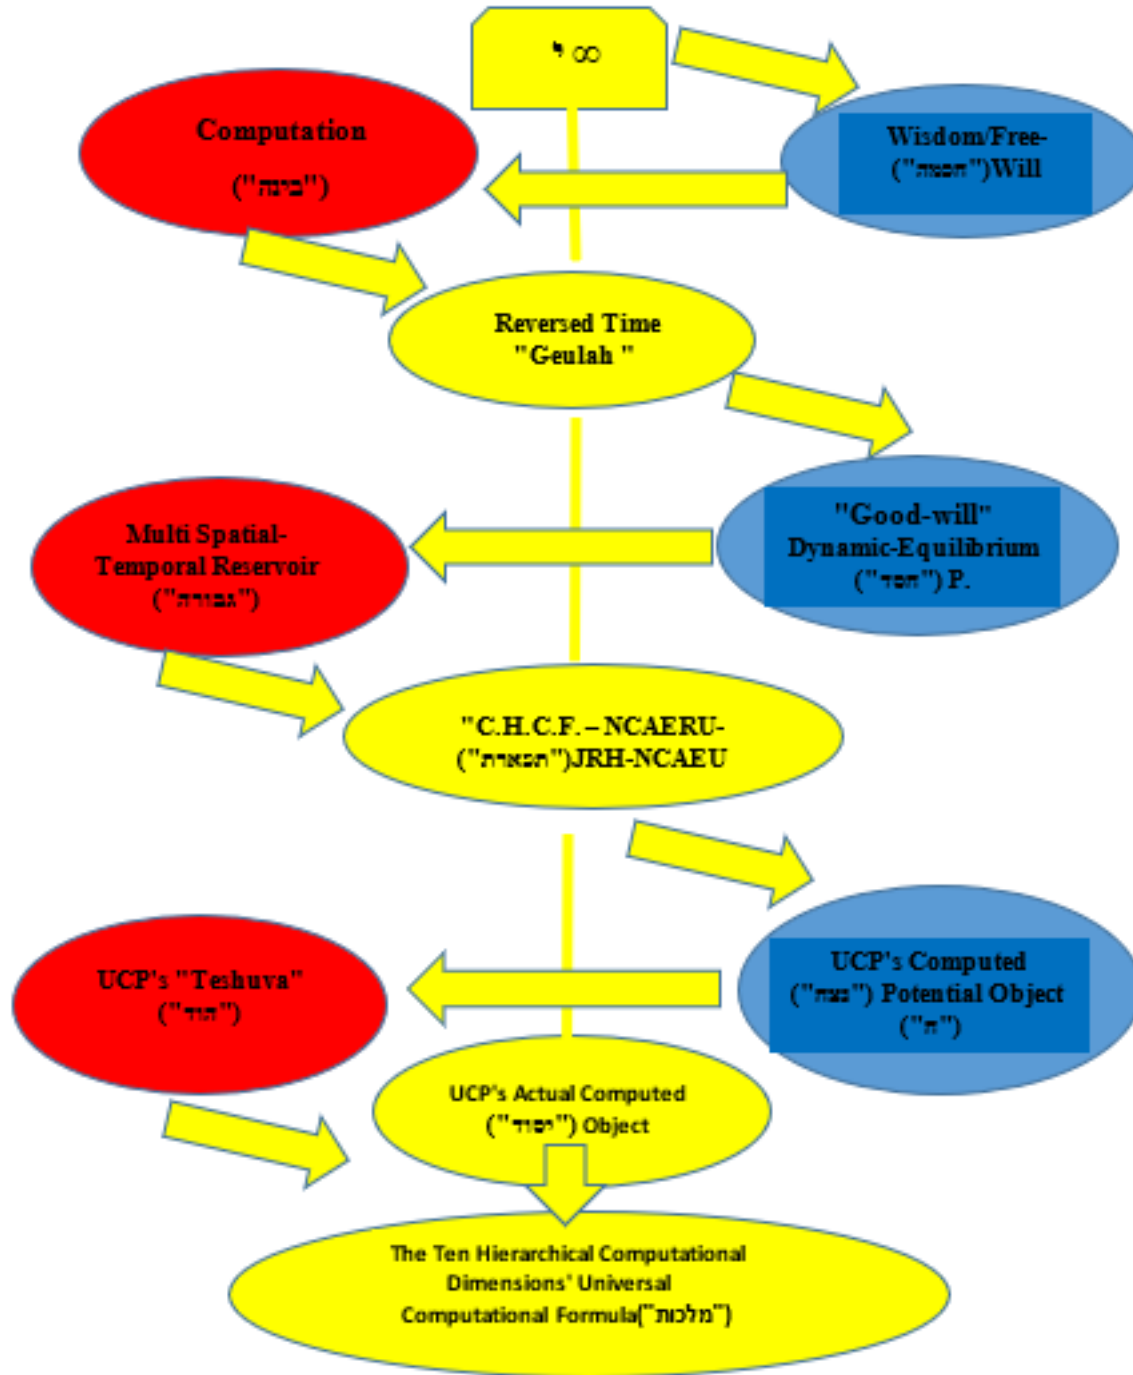 ' ∞
Wisdom/Free-
("חכמה")Will
Computation
("בינה")
Reversed Time
"Geulah "
"Good-will"
Dynamic-Equilibrium
("חסד") P.
Multi Spatial-
Temporal Reservoir
("גבורה")
"C.H.C.F. – NCAERU-
("תפארת")JRH-NCAEU
UCP's Computed
("נצח") Potential Object
("ח")
UCP's "Teshuva"
("הוד")
UCP's Actual Computed
("יסוד") Object
The Ten Hierarchical Computational
Dimensions' Universal
Computational Formula("מלכות")